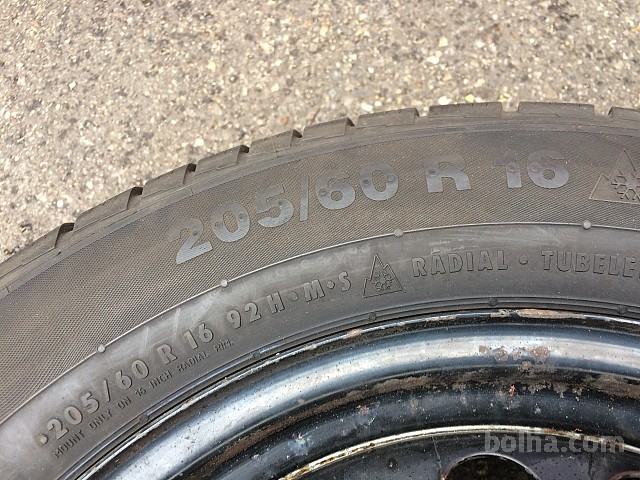 205/60 R 16
·205/60 R 16 92 H·M·S RADIAL · TUBELE
MOUNT ONLY ON 16 INCH RADIAL RIM.
bolha.com